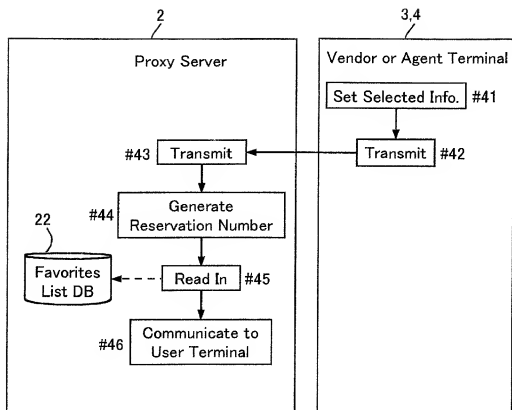 2
3,4
Proxy Server
Vendor or Agent Terminal
Set Selected Info.
#41
#43
Transmit
Transmit
#42
#44
Generate
Reservation Number
22
Favorites
List DB
Read In
#45
#46
Communicate to
User Terminal